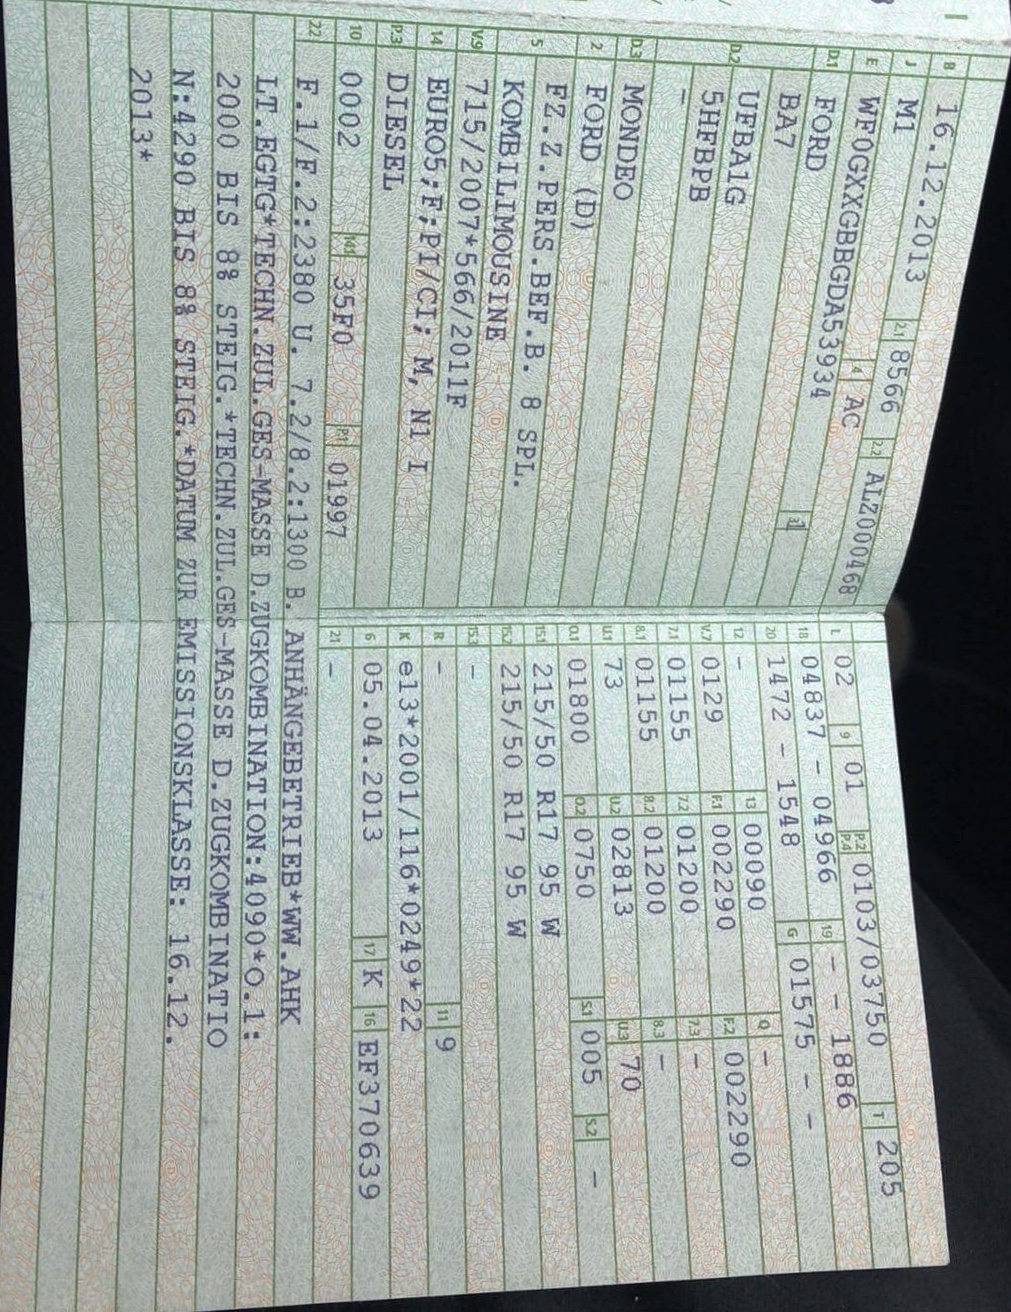 B 16.12.2013
J M1 2.1 8566 2.2 ALZ000468
E WF0GXXGBBGDA53934 4 AC
D.1 FORD 3
BA7
D.2 UFBA1G
5HFBPB
-
D.3 MONDEO
2 FORD (D)
5 FZ.Z.PERS.BEF.B. 8 SPL.
KOMBILIMOUSINE
V.9 715/2007*566/2011F
14 EURO5;F;PI/CI; M, N1 I
P.3 DIESEL
10 0002 14.1 35F0 P.1 01997
L 02 9 01 P.2 P.4 0103/03750 T 205
18 04837 - 04966 19 - - 1886
20 1472 - 1548 G 01575 - -
12 - 13 00090 Q -
V.7 0129 F.1 002290 F.2 002290
7.1 01155 7.2 01200 7.3 -
8.1 01155 8.2 01200 8.3 -
U.1 73 U.2 02813 U.3 70
O.1 01800 O.2 0750 S.1 005 S.2 -
15.1 215/50 R17 95 W
15.2 215/50 R17 95 W
15.3 -
R - 11 9
K e13*2001/116*0249*22
6 05.04.2013 17 K 16 EF370639
21 -
22 F.1/F.2:2380 U. 7.2/8.2:1300 B. ANHÄNGEBETRIEB*WW.AHK
LT.EGTG*TECHN.ZUL.GES-MASSE D.ZUGKOMBINATION:4090*O.1:
2000 BIS 8% STEIG.*TECHN.ZUL.GES-MASSE D.ZUGKOMBINATIO
N:4290 BIS 8% STEIG.*DATUM ZUR EMISSIONSKLASSE: 16.12.
2013*